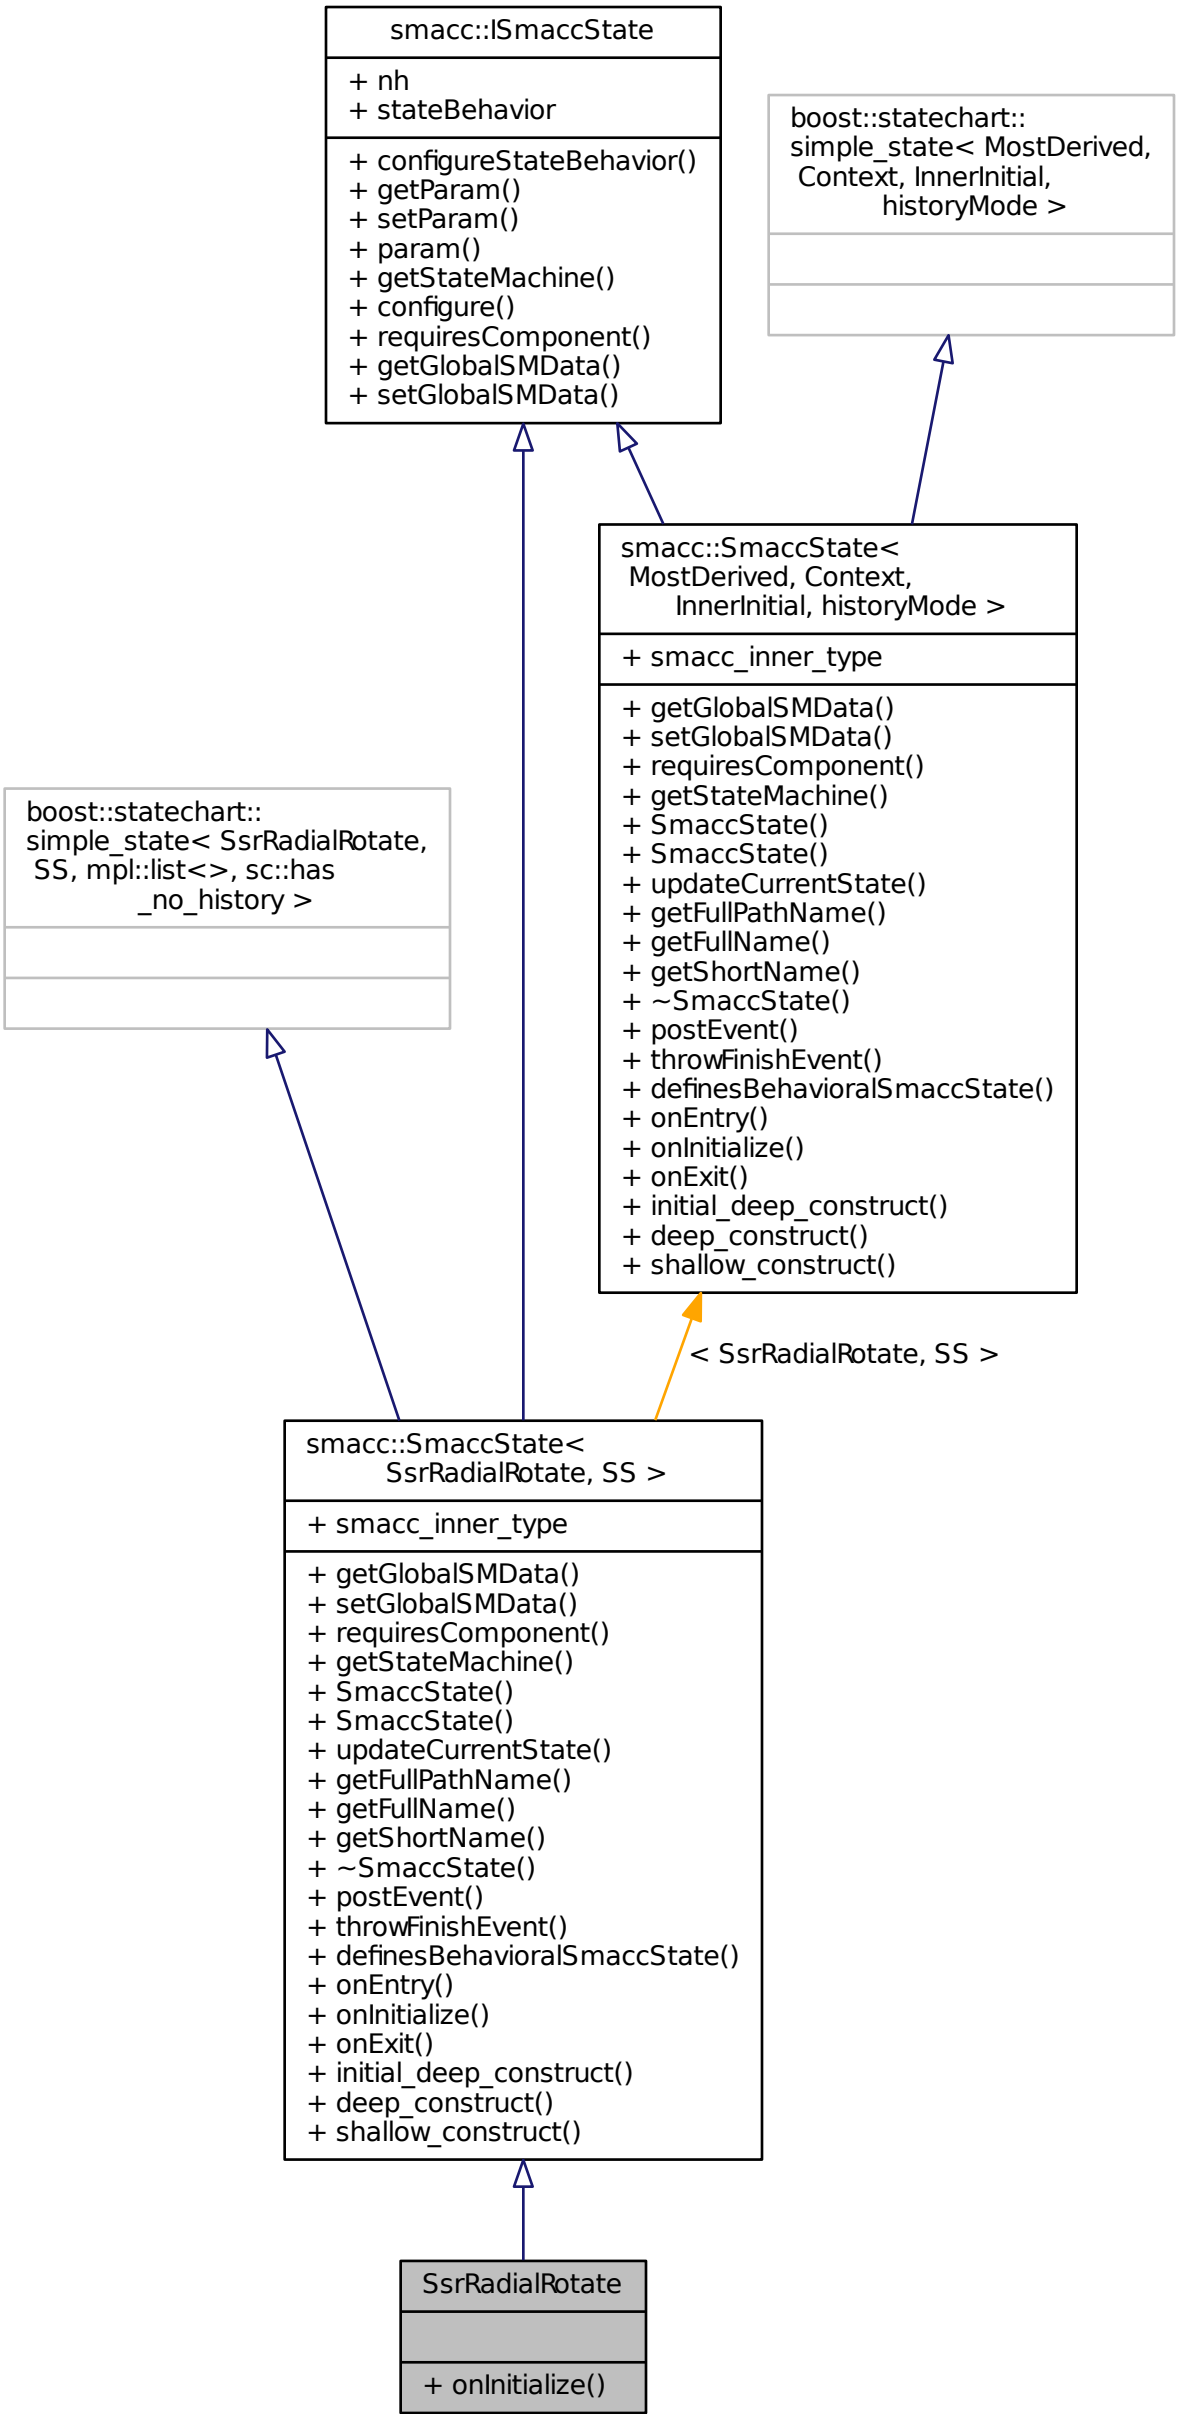 smacc::ISmaccState
+ nh
+ stateBehavior
+ configureStateBehavior()
+ getParam()
+ setParam()
+ param()
+ getStateMachine()
+ configure()
+ requiresComponent()
+ getGlobalSMData()
+ setGlobalSMData()
boost::statechart::
simple_state< MostDerived,
Context, InnerInitial,
historyMode >
smacc::SmaccState<
MostDerived, Context,
InnerInitial, historyMode >
+ smacc_inner_type
+ getGlobalSMData()
+ setGlobalSMData()
+ requiresComponent()
+ getStateMachine()
+ SmaccState()
+ SmaccState()
+ updateCurrentState()
+ getFullPathName()
+ getFullName()
+ getShortName()
+ ~SmaccState()
+ postEvent()
+ throwFinishEvent()
+ definesBehavioralSmaccState()
+ onEntry()
+ onInitialize()
+ onExit()
+ initial_deep_construct()
+ deep_construct()
+ shallow_construct()
boost::statechart::
simple_state< SsrRadialRotate,
SS, mpl::list<>, sc::has
_no_history >
< SsrRadialRotate, SS >
smacc::SmaccState<
SsrRadialRotate, SS >
+ smacc_inner_type
+ getGlobalSMData()
+ setGlobalSMData()
+ requiresComponent()
+ getStateMachine()
+ SmaccState()
+ SmaccState()
+ updateCurrentState()
+ getFullPathName()
+ getFullName()
+ getShortName()
+ ~SmaccState()
+ postEvent()
+ throwFinishEvent()
+ definesBehavioralSmaccState()
+ onEntry()
+ onInitialize()
+ onExit()
+ initial_deep_construct()
+ deep_construct()
+ shallow_construct()
SsrRadialRotate
+ onInitialize()